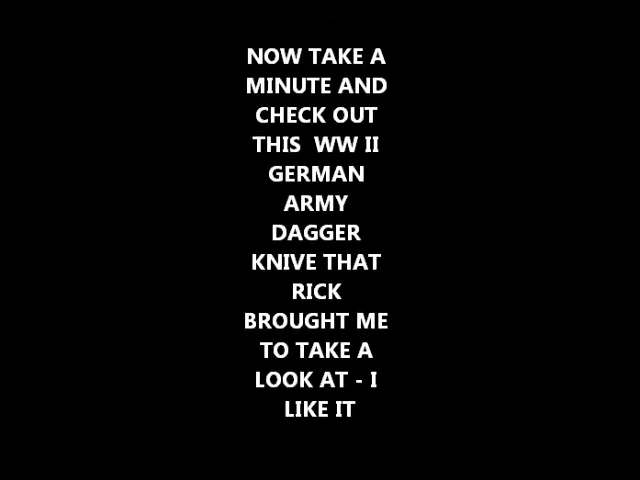 NOW TAKE A
MINUTE AND
CHECK OUT
THIS  WW II
GERMAN
ARMY
DAGGER
KNIVE THAT
RICK
BROUGHT ME
TO TAKE A
LOOK AT - I
LIKE IT